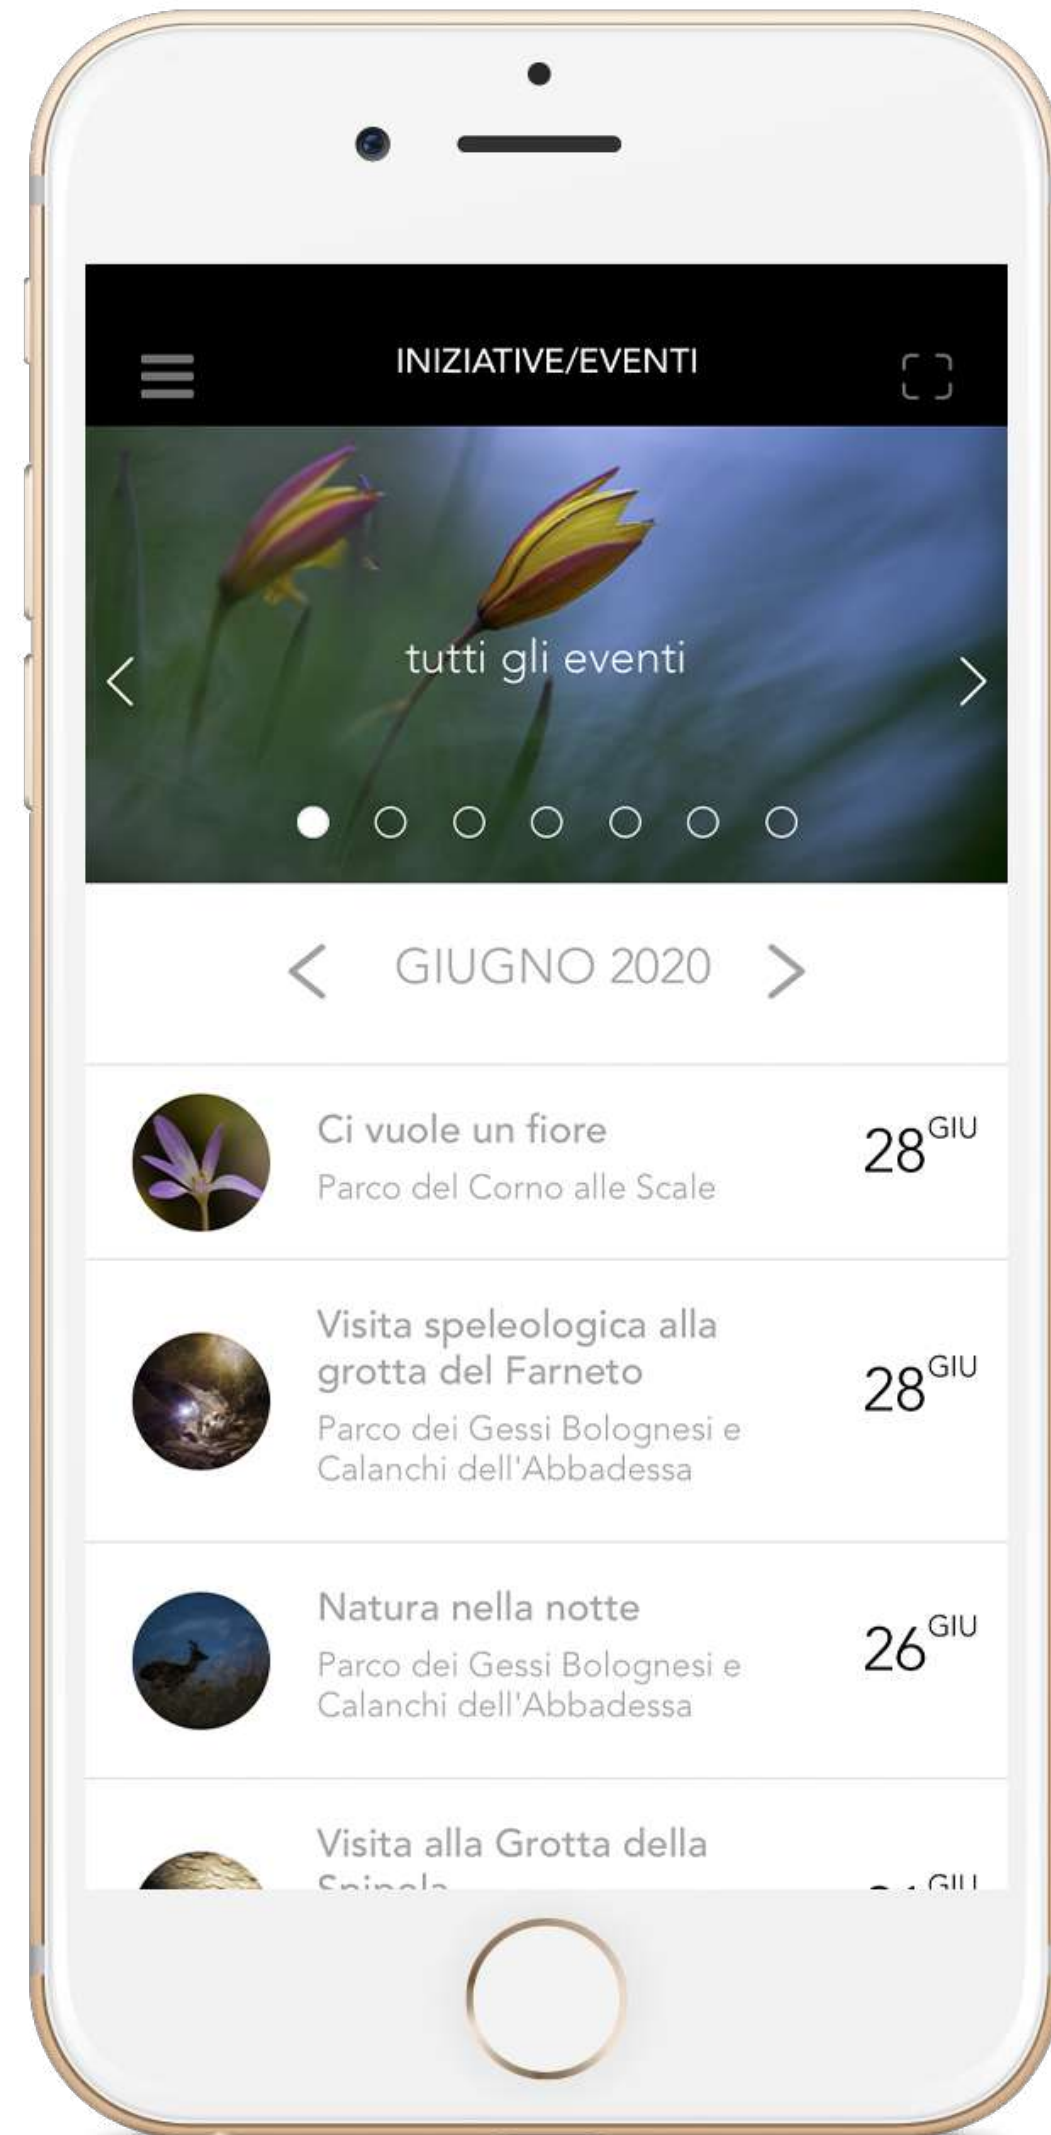 INIZIATIVE/EVENTI
tutti gli eventi
GIUGNO 2020
Ci vuole un fiore
Parco del Corno alle Scale
28 GIU
Visita speleologica alla
grotta del Farneto
Parco dei Gessi Bolognesi e
Calanchi dell'Abbadessa
28 GIU
Natura nella notte
Parco dei Gessi Bolognesi e
Calanchi dell'Abbadessa
26 GIU
Visita alla Grotta della
GIU